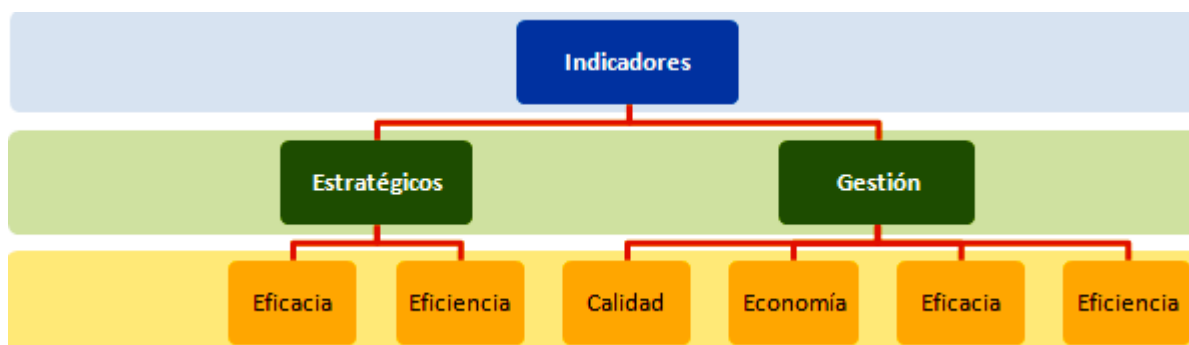 Indicadores
Estratégicos
Gestión
Eficacia
Eficiencia
Calidad
Economía
Eficacia
Eficiencia